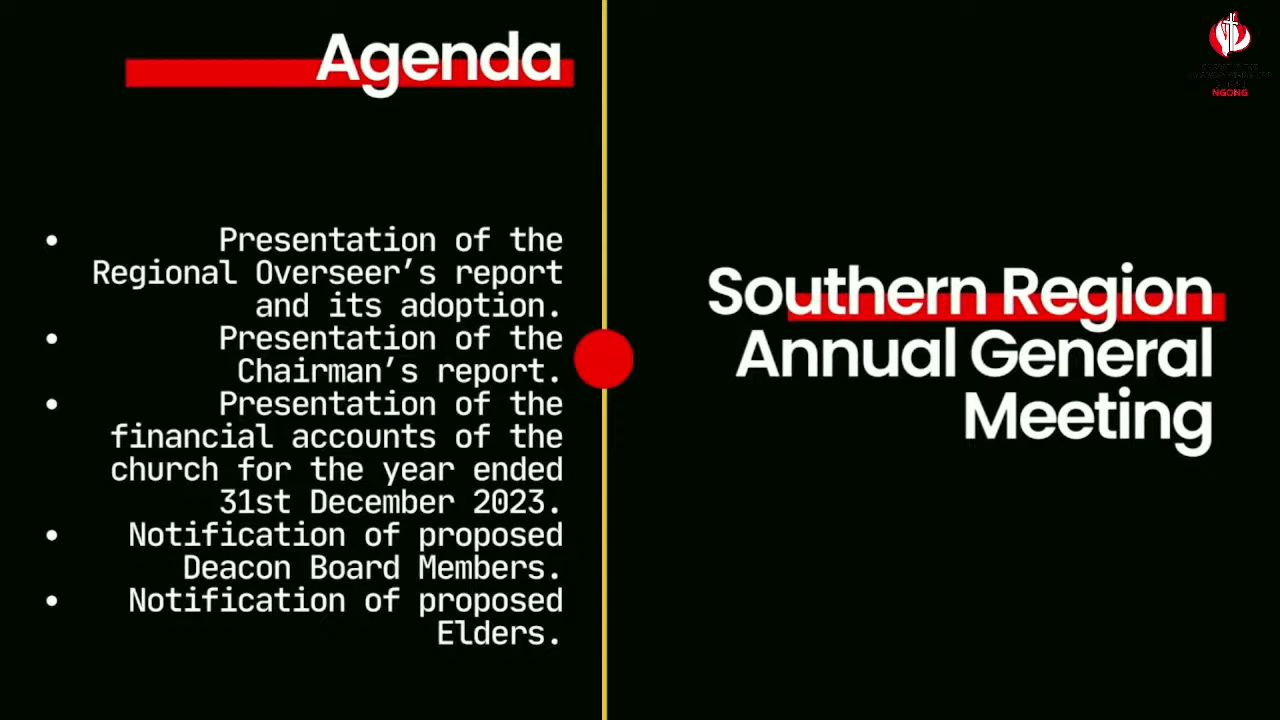 Agenda
• Presentation of the
Regional Overseer’s report
and its adoption.
• Presentation of the
Chairman’s report.
• Presentation of the
financial accounts of the
church for the year ended
31st December 2023.
• Notification of proposed
Deacon Board Members.
• Notification of proposed
Elders.
Southern Region
Annual General
Meeting
NGONG